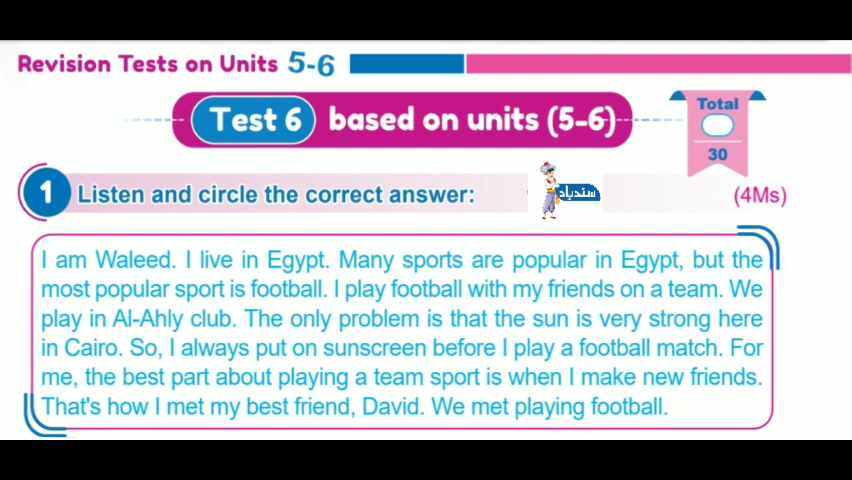 Revision Tests on Units 5-6
Test 6 based on units (5-6)
Total
30
1 Listen and circle the correct answer:
سندباد
(4Ms)
I am Waleed. I live in Egypt. Many sports are popular in Egypt, but the
most popular sport is football. I play football with my friends on a team. We
play in Al-Ahly club. The only problem is that the sun is very strong here
in Cairo. So, I always put on sunscreen before I play a football match. For
me, the best part about playing a team sport is when I make new friends.
That's how I met my best friend, David. We met playing football.